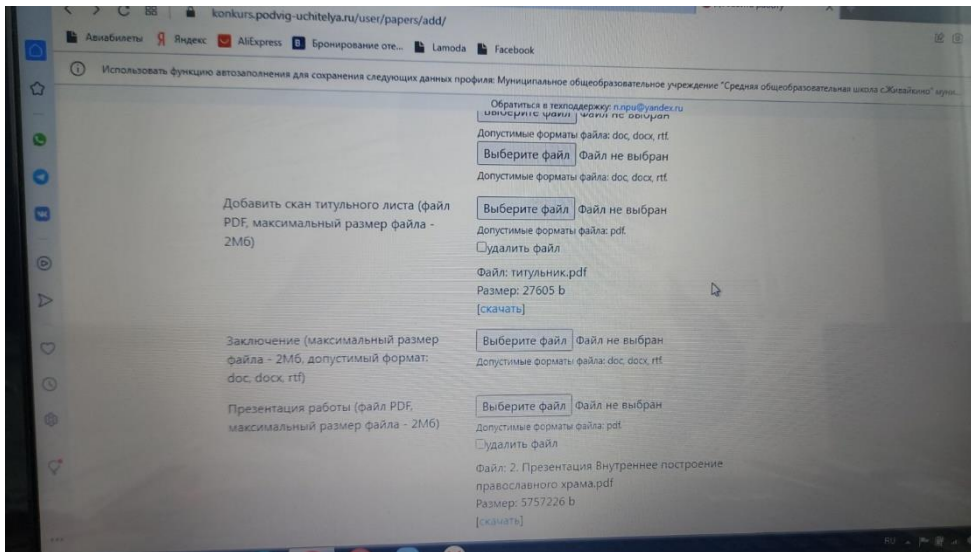 konkurs.podvig-uchitelya.ru/user/papers/add/
Авиабилеты Яндекс AliExpress Бронирование оте... Lamoda Facebook
Использовать функцию автозаполнения для сохранения следующих данных профиля: Муниципальное общеобразовательное учреждение "Средняя общеобразовательная школа с.Живайкино" муни...
Обратиться в техподдержку: n.npu@yandex.ru
Выберите файл Файл не выбран
Допустимые форматы файла: doc, docx, rtf.
Выберите файл Файл не выбран
Допустимые форматы файла: doc, docx, rtf.
Добавить скан титульного листа (файл
PDF, максимальный размер файла -
2Мб)
Выберите файл Файл не выбран
Допустимые форматы файла: pdf.
удалить файл
Файл: титульник.pdf
Размер: 27605 b
[скачать]
Заключение (максимальный размер
файла - 2Мб, допустимый формат:
doc, docx, rtf)
Выберите файл Файл не выбран
Допустимые форматы файла: doc, docx, rtf.
Презентация работы (файл PDF,
максимальный размер файла - 2Мб)
Выберите файл Файл не выбран
Допустимые форматы файла: pdf.
удалить файл
Файл: 2. Презентация Внутреннее построение
православного храма.pdf
Размер: 5757226 b
[скачать]
RU